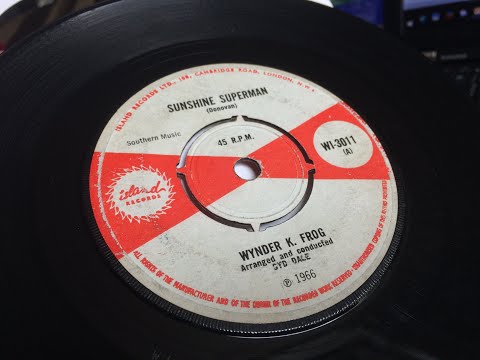 ISLAND RECORDS LTD., 108, CAMBRIDGE ROAD, LONDON, N.W.6
SUNSHINE SUPERMAN
(Donovan)
Southern Music
45 R.P.M.
WI-3011
(A)
island
RECORDS
WYNDER K. FROG
Arranged and conducted
SYD DALE
℗ 1966
ALL RIGHTS OF THE MANUFACTURER AND OF THE OWNER OF THE RECORDED WORK RESERVED